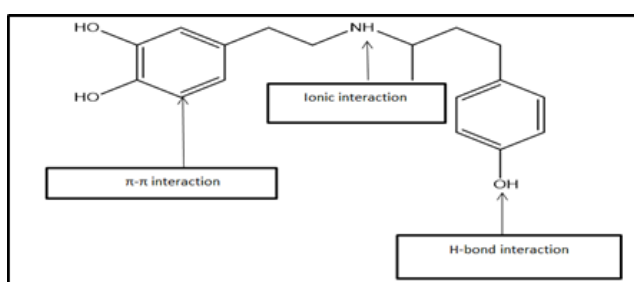 HO
NH
HO
Ionic interaction
π-π interaction
OH
H-bond interaction